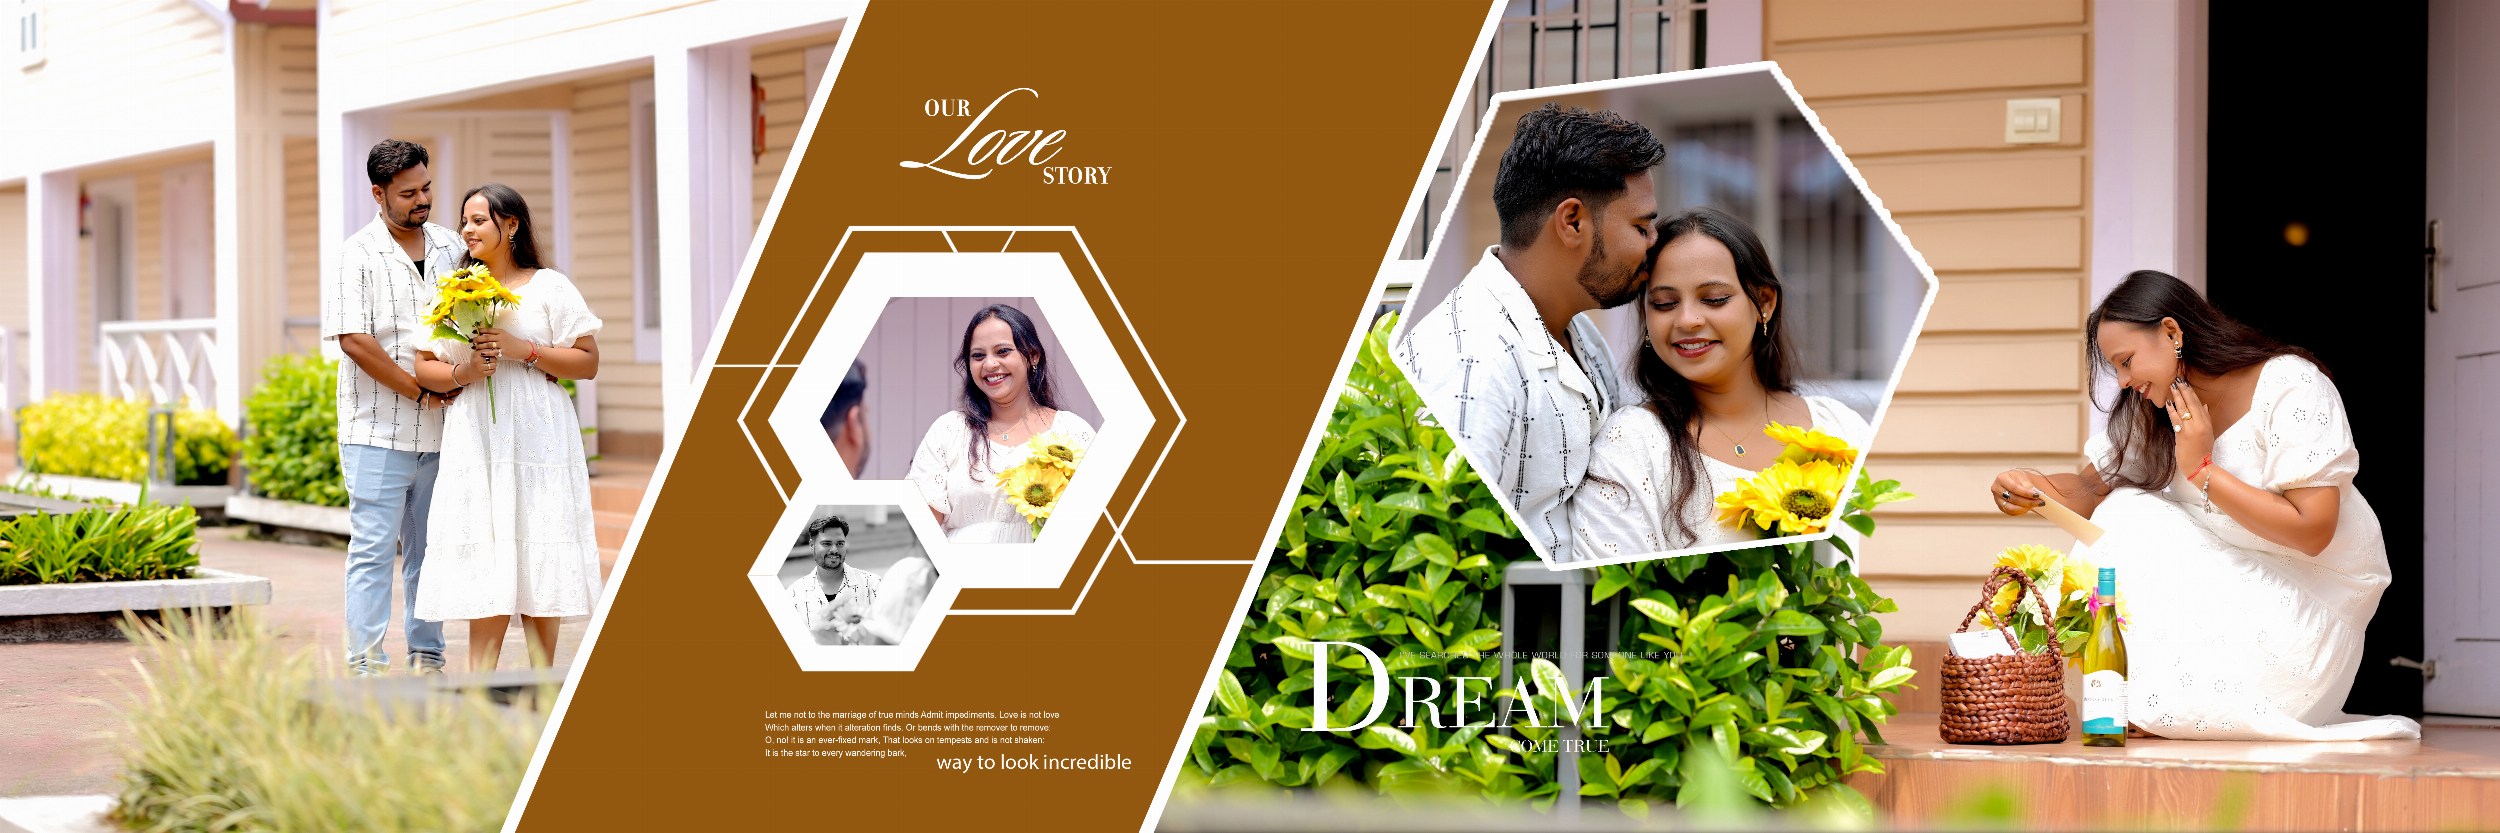 OUR
Love
STORY
Let me not to the marriage of true minds Admit impediments. Love is not love
Which alters when it alteration finds, Or bends with the remover to remove:
O, no! it is an ever-fixed mark, That looks on tempests and is not shaken:
It is the star to every wandering bark,
way to look incredible
I'VE SEARCHED THE WHOLE WORLD FOR SOMEONE LIKE YOU
DREAM
COME TRUE